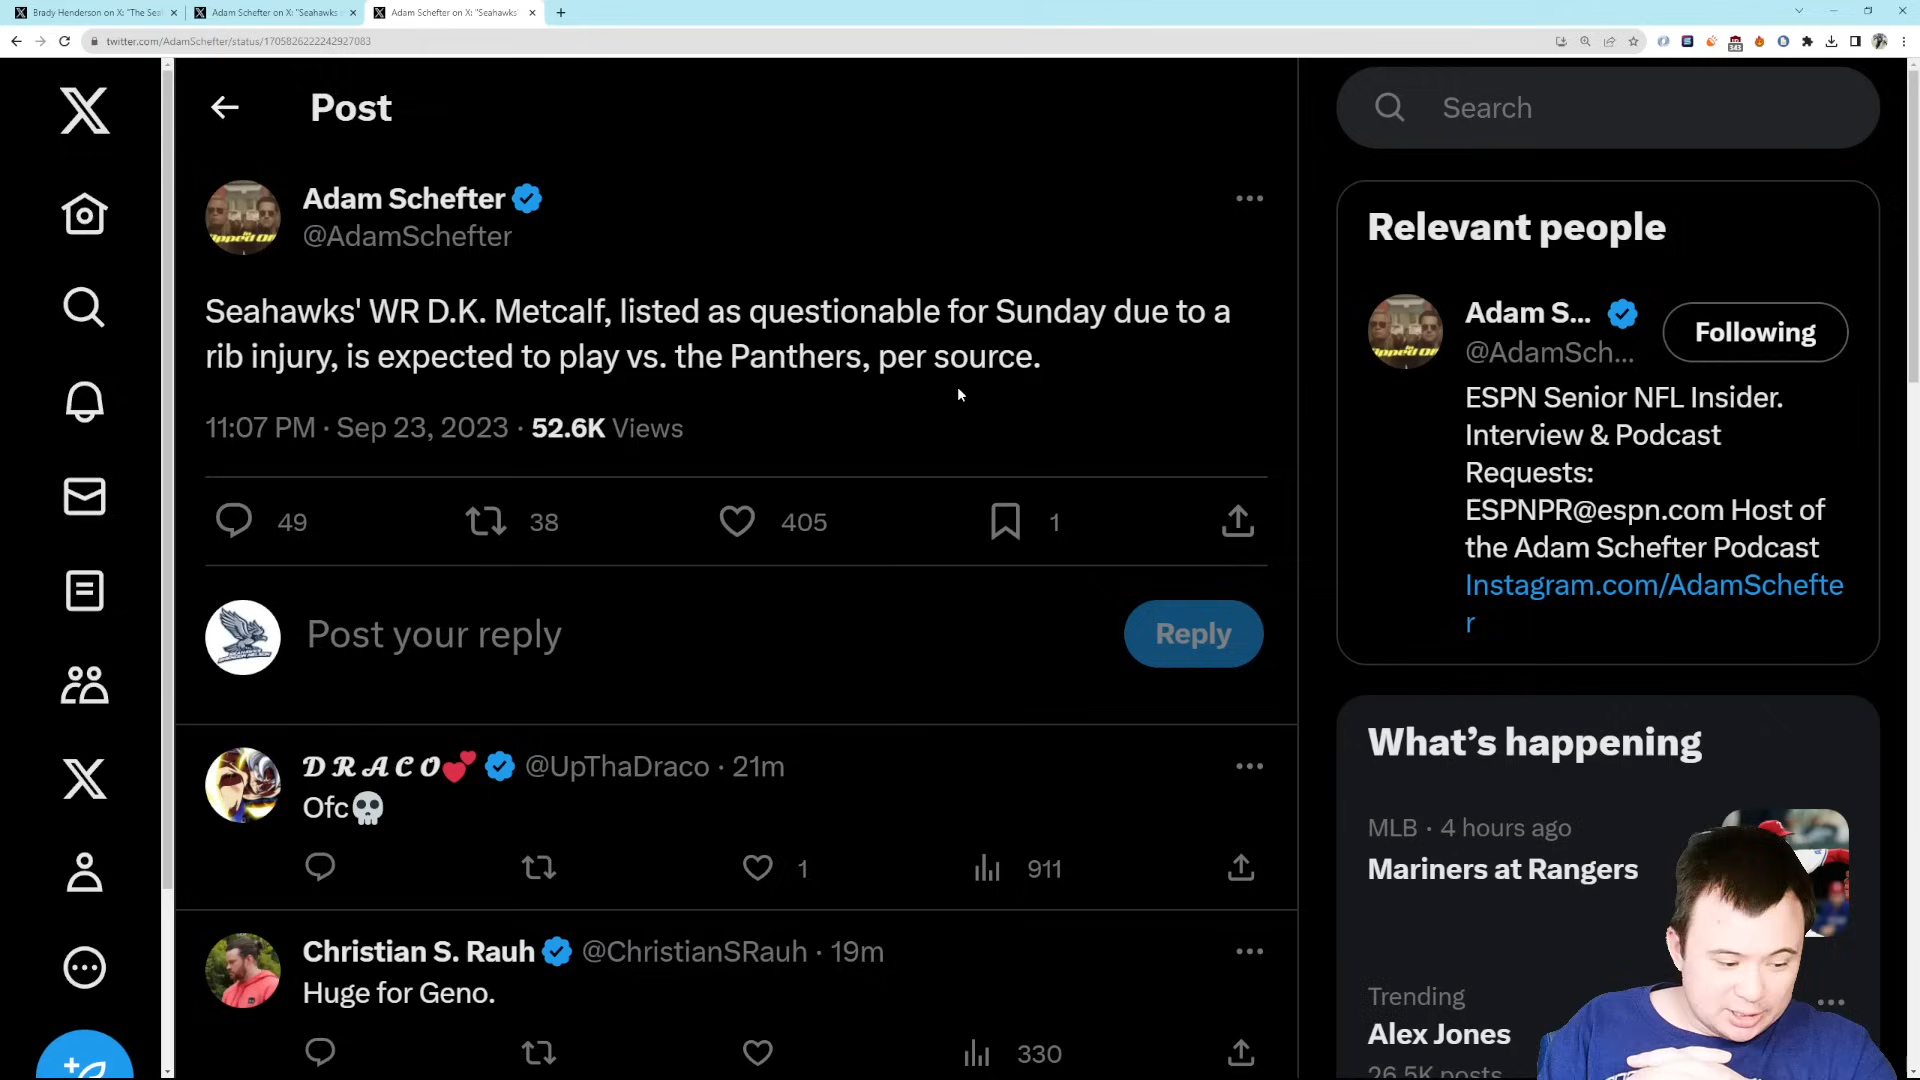 Brady Henderson on X: "The Sea
Adam Schefter on X: "Seahawks
Adam Schefter on X: "Seahawks'
twitter.com/AdamSchefter/status/1705826222242927083
343
Post
Search
Adam Schefter
@AdamSchefter
Seahawks' WR D.K. Metcalf, listed as questionable for Sunday due to a
rib injury, is expected to play vs. the Panthers, per source.
11:07 PM · Sep 23, 2023 · 52.6K Views
49 38 405 1
Post your reply
Reply
DRACO💕 @UpThaDraco · 21m
Ofc💀
1 911
Christian S. Rauh @ChristianSRauh · 19m
Huge for Geno.
330
Relevant people
Adam S...
@AdamSch...
Following
ESPN Senior NFL Insider.
Interview & Podcast
Requests:
ESPNPR@espn.com Host of
the Adam Schefter Podcast
Instagram.com/AdamSchefte
r
What's happening
MLB · 4 hours ago
Mariners at Rangers
Trending
Alex Jones
26.5K posts